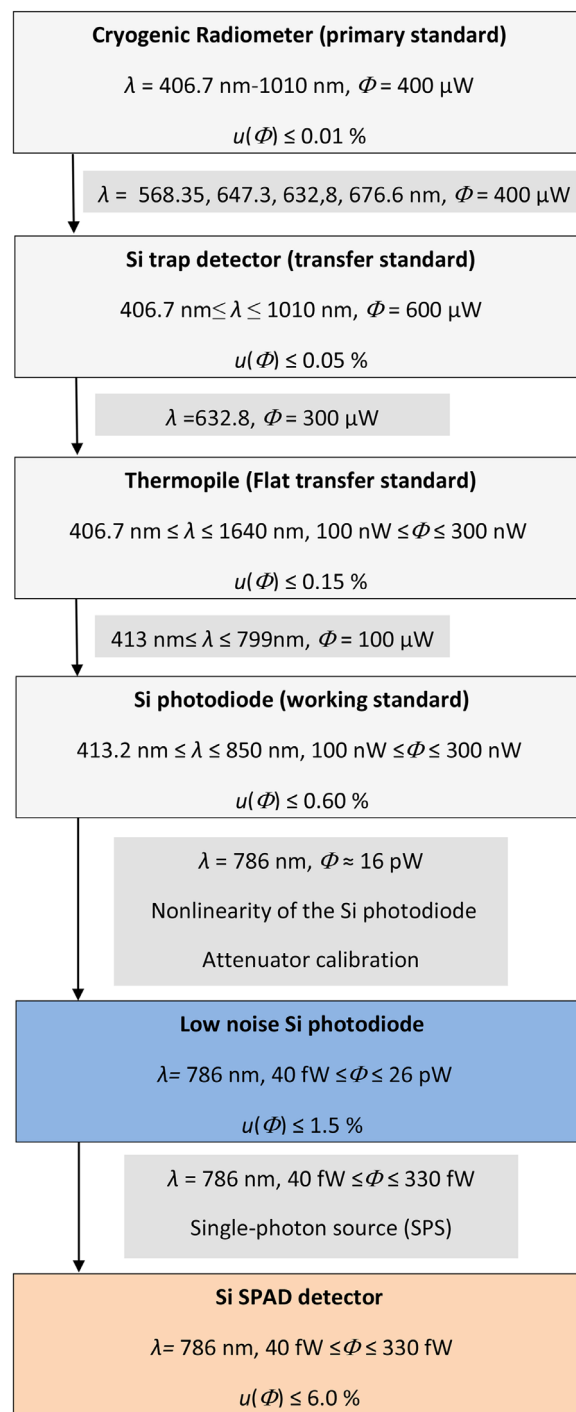 Cryogenic Radiometer (primary standard)
λ = 406.7 nm-1010 nm, Φ = 400 µW
u(Φ) ≤ 0.01 %
λ = 568.35, 647.3, 632,8, 676.6 nm, Φ = 400 µW
Si trap detector (transfer standard)
406.7 nm≤ λ ≤ 1010 nm, Φ = 600 µW
u(Φ) ≤ 0.05 %
λ =632.8, Φ = 300 µW
Thermopile (Flat transfer standard)
406.7 nm ≤ λ ≤ 1640 nm, 100 nW ≤Φ ≤ 300 nW
u(Φ) ≤ 0.15 %
413 nm≤ λ ≤ 799nm, Φ = 100 µW
Si photodiode (working standard)
413.2 nm ≤ λ ≤ 850 nm, 100 nW ≤Φ ≤ 300 nW
u(Φ) ≤ 0.60 %
λ = 786 nm, Φ ≈ 16 pW
Nonlinearity of the Si photodiode
Attenuator calibration
Low noise Si photodiode
λ= 786 nm, 40 fW ≤Φ ≤ 26 pW
u(Φ) ≤ 1.5 %
λ = 786 nm, 40 fW ≤Φ ≤ 330 fW
Single-photon source (SPS)
Si SPAD detector
λ= 786 nm, 40 fW ≤Φ ≤ 330 fW
u(Φ) ≤ 6.0 %